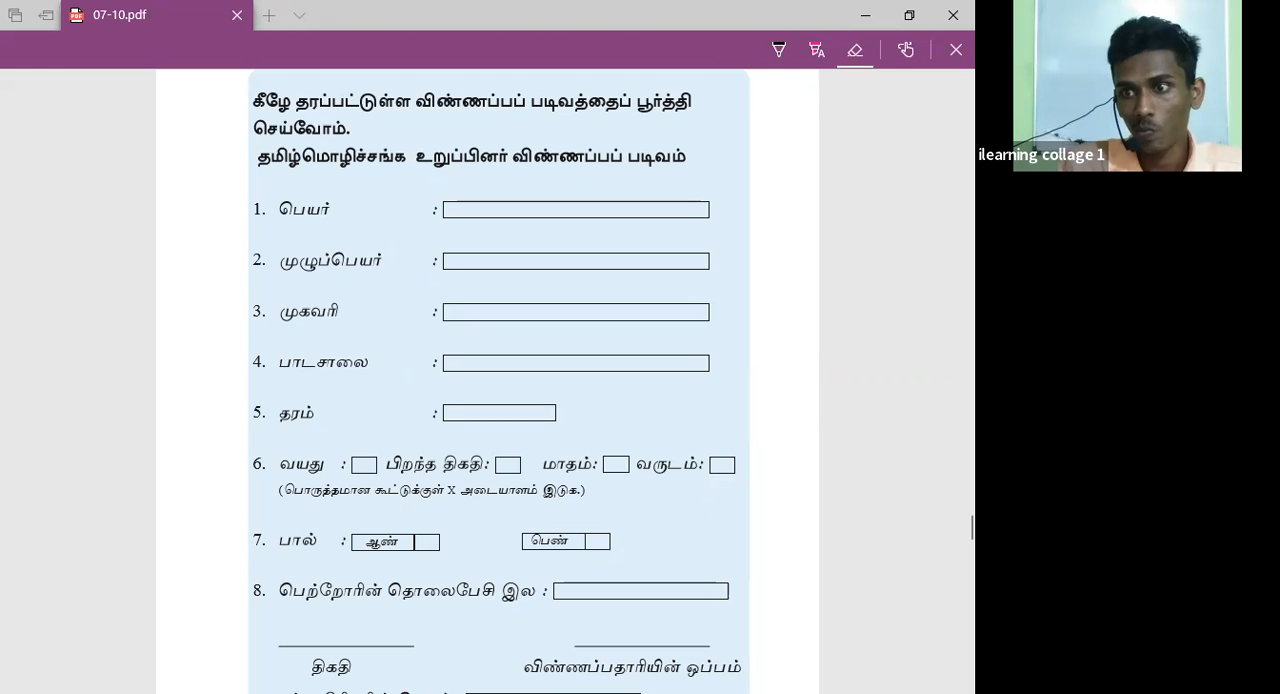 07-10.pdf
கீழே தரப்பட்டுள்ள விண்ணப்பப் படிவத்தைப் பூர்த்தி
செய்வோம்.
தமிழ்மொழிச்சங்க உறுப்பினர் விண்ணப்பப் படிவம்
1. பெயர் :
2. முழுப்பெயர் :
3. முகவரி :
4. பாடசாலை :
5. தரம் :
6. வயது : பிறந்த திகதி: மாதம்: வருடம்:
(பொருத்தமான கூட்டுக்குள் X அடையாளம் இடுக.)
7. பால் : ஆண் பெண்
8. பெற்றோரின் தொலைபேசி இல :
திகதி விண்ணப்பதாரியின் ஒப்பம்
ilearning collage 1